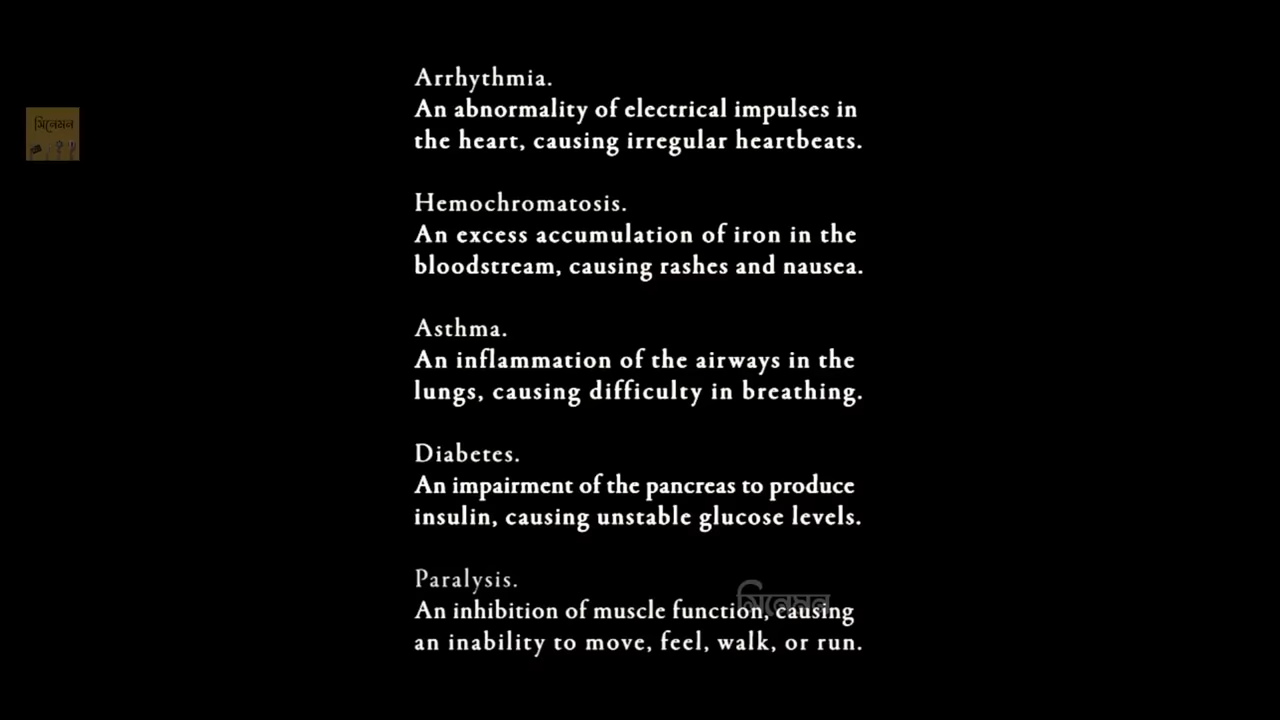 Arrhythmia.
An abnormality of electrical impulses in
the heart, causing irregular heartbeats.
সিনেমন
Hemochromatosis.
An excess accumulation of iron in the
bloodstream, causing rashes and nausea.
Asthma.
An inflammation of the airways in the
lungs, causing difficulty in breathing.
Diabetes.
An impairment of the pancreas to produce
insulin, causing unstable glucose levels.
Paralysis.
সিনেমন
An inhibition of muscle function, causing
an inability to move, feel, walk, or run.